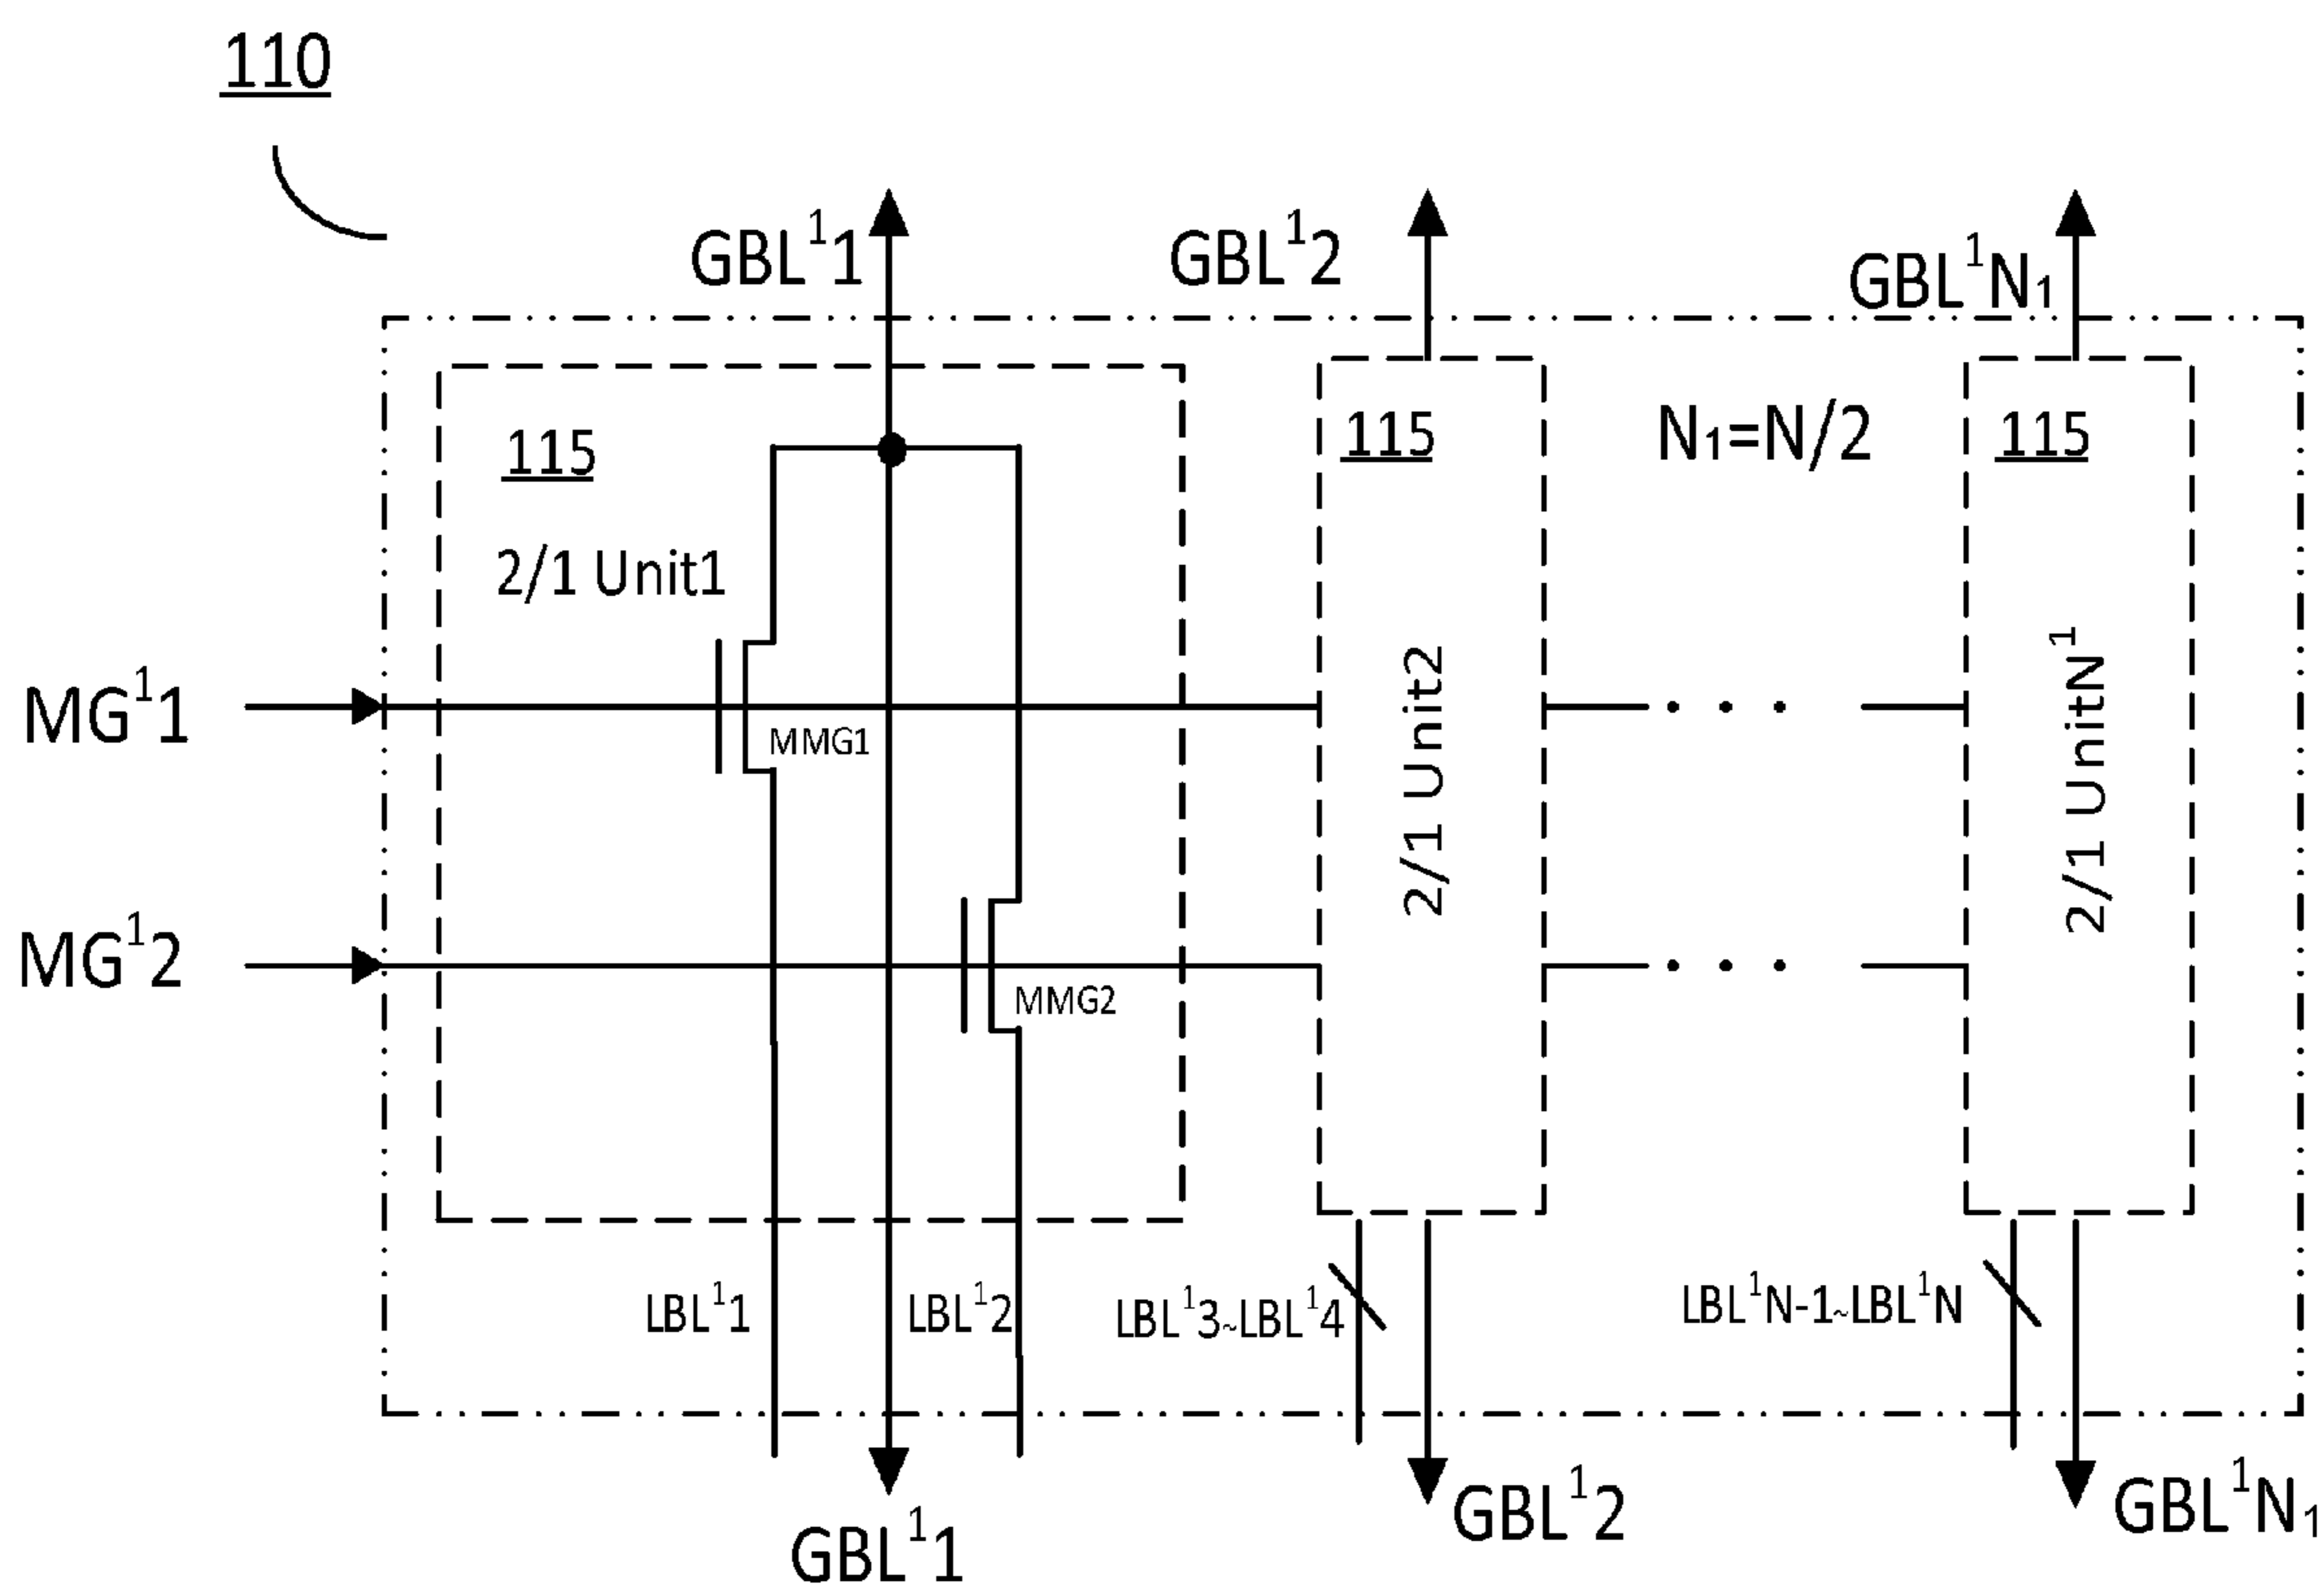 110
GBL¹1
GBL¹2
GBL¹N₁
115
2/1 Unit1
115
N₁=N/2
115
MG¹1
MMG1
2/1 Unit2
2/1 UnitN¹
MG¹2
MMG2
LBL¹1
LBL¹2
LBL¹3~LBL¹4
LBL¹N-1~LBL¹N
GBL¹1
GBL¹2
GBL¹N₁